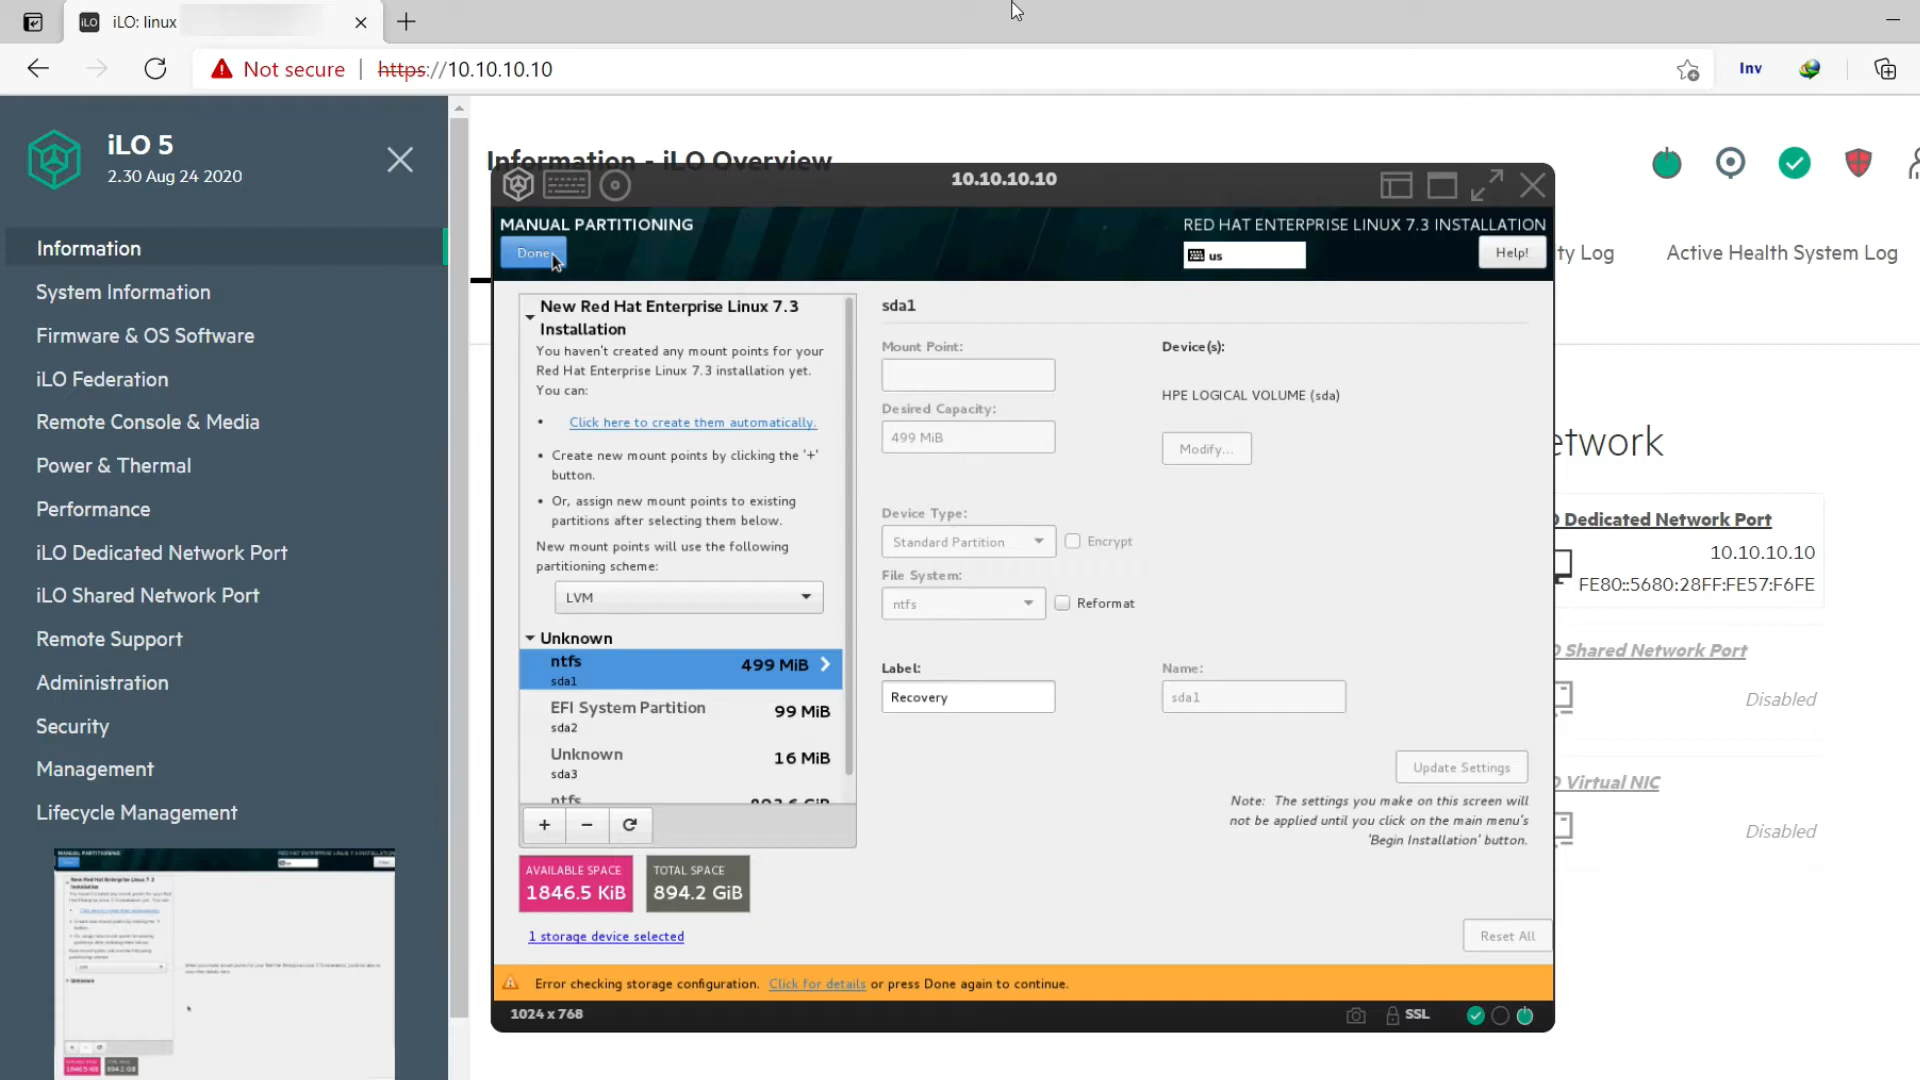 iLO: linux
Not secure
https://10.10.10.10
Inv
iLO 5
2.30 Aug 24 2020
Information
System Information
Firmware & OS Software
iLO Federation
Remote Console & Media
Power & Thermal
Performance
iLO Dedicated Network Port
iLO Shared Network Port
Remote Support
Administration
Security
Management
Lifecycle Management
Information - iLO Overview
ty Log
Active Health System Log
etwork
Dedicated Network Port
10.10.10.10
FE80::5680:28FF:FE57:F6FE
Shared Network Port
Disabled
Virtual NIC
Disabled
10.10.10.10
MANUAL PARTITIONING
Done
RED HAT ENTERPRISE LINUX 7.3 INSTALLATION
us
Help!
New Red Hat Enterprise Linux 7.3
Installation
You haven't created any mount points for your
Red Hat Enterprise Linux 7.3 installation yet.
You can:
• Click here to create them automatically.
• Create new mount points by clicking the '+'
button.
• Or, assign new mount points to existing
partitions after selecting them below.
New mount points will use the following
partitioning scheme:
LVM
Unknown
ntfs
499 MiB
sda1
EFI System Partition
99 MiB
sda2
Unknown
16 MiB
sda3
ntfs
+ −
AVAILABLE SPACE
1846.5 KiB
TOTAL SPACE
894.2 GiB
1 storage device selected
sda1
Mount Point:
Desired Capacity:
499 MiB
Device(s):
HPE LOGICAL VOLUME (sda)
Modify...
Device Type:
Standard Partition
Encrypt
File System:
ntfs
Reformat
Label:
Recovery
Name:
sda1
Update Settings
Note: The settings you make on this screen will
not be applied until you click on the main menu's
'Begin Installation' button.
Reset All
Error checking storage configuration. Click for details or press Done again to continue.
1024 x 768
SSL